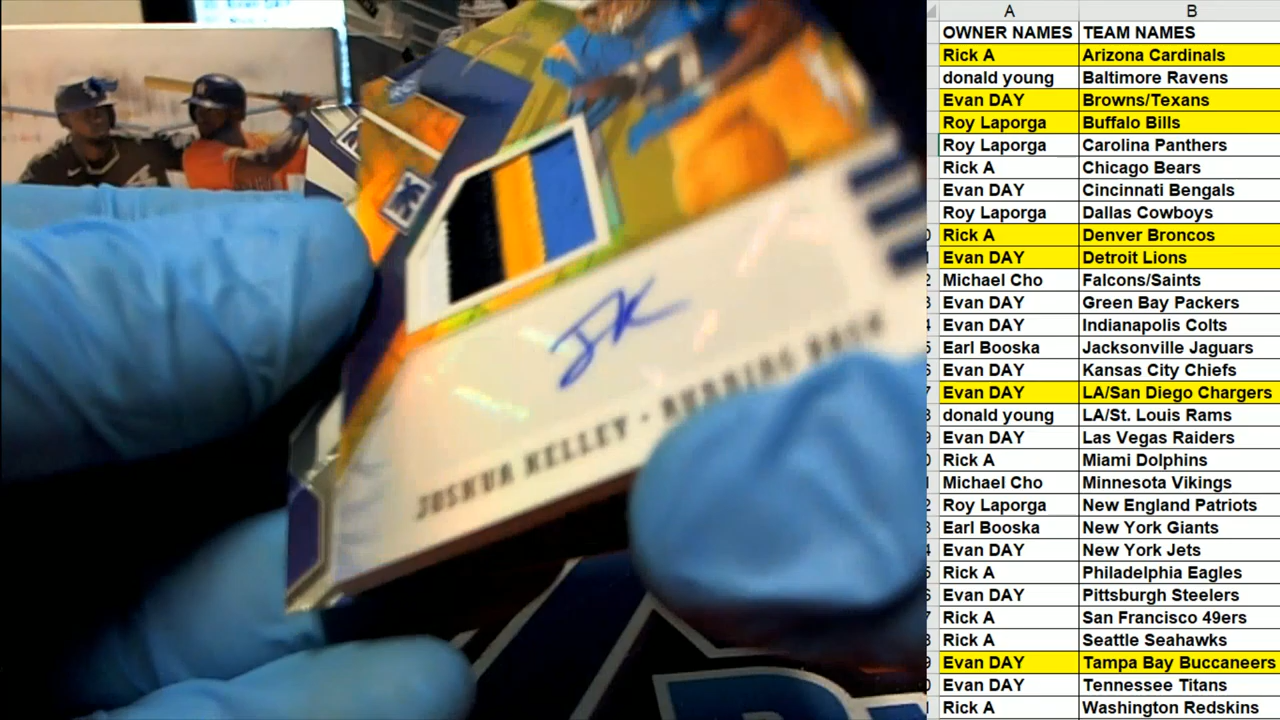 JOSHUA KELLEY • RUNNING BACK
JK
A B
OWNER NAMES TEAM NAMES
Rick A Arizona Cardinals
donald young Baltimore Ravens
Evan DAY Browns/Texans
Roy Laporga Buffalo Bills
Roy Laporga Carolina Panthers
Rick A Chicago Bears
Evan DAY Cincinnati Bengals
Roy Laporga Dallas Cowboys
Rick A Denver Broncos
Evan DAY Detroit Lions
Michael Cho Falcons/Saints
Evan DAY Green Bay Packers
Evan DAY Indianapolis Colts
Earl Booska Jacksonville Jaguars
Evan DAY Kansas City Chiefs
Evan DAY LA/San Diego Chargers
donald young LA/St. Louis Rams
Evan DAY Las Vegas Raiders
Rick A Miami Dolphins
Michael Cho Minnesota Vikings
Roy Laporga New England Patriots
Earl Booska New York Giants
Evan DAY New York Jets
Rick A Philadelphia Eagles
Evan DAY Pittsburgh Steelers
Rick A San Francisco 49ers
Rick A Seattle Seahawks
Evan DAY Tampa Bay Buccaneers
Evan DAY Tennessee Titans
Rick A Washington Redskins